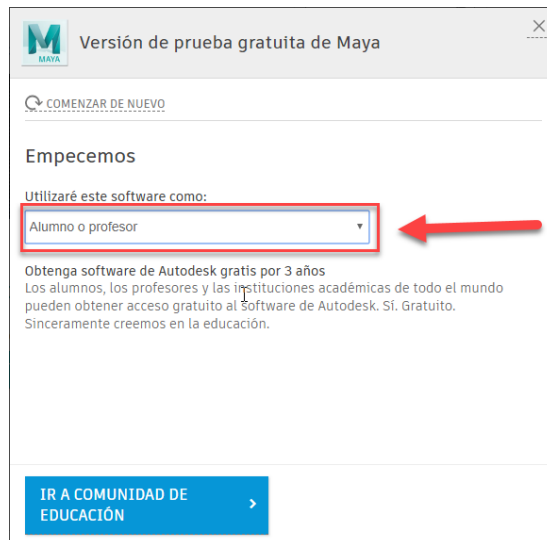 MAYA
Versión de prueba gratuita de Maya
COMENZAR DE NUEVO
Empecemos
Utilizaré este software como:
Alumno o profesor
Obtenga software de Autodesk gratis por 3 años
Los alumnos, los profesores y las instituciones académicas de todo el mundo
pueden obtener acceso gratuito al software de Autodesk. Sí. Gratuito.
Sinceramente creemos en la educación.
IR A COMUNIDAD DE
EDUCACIÓN